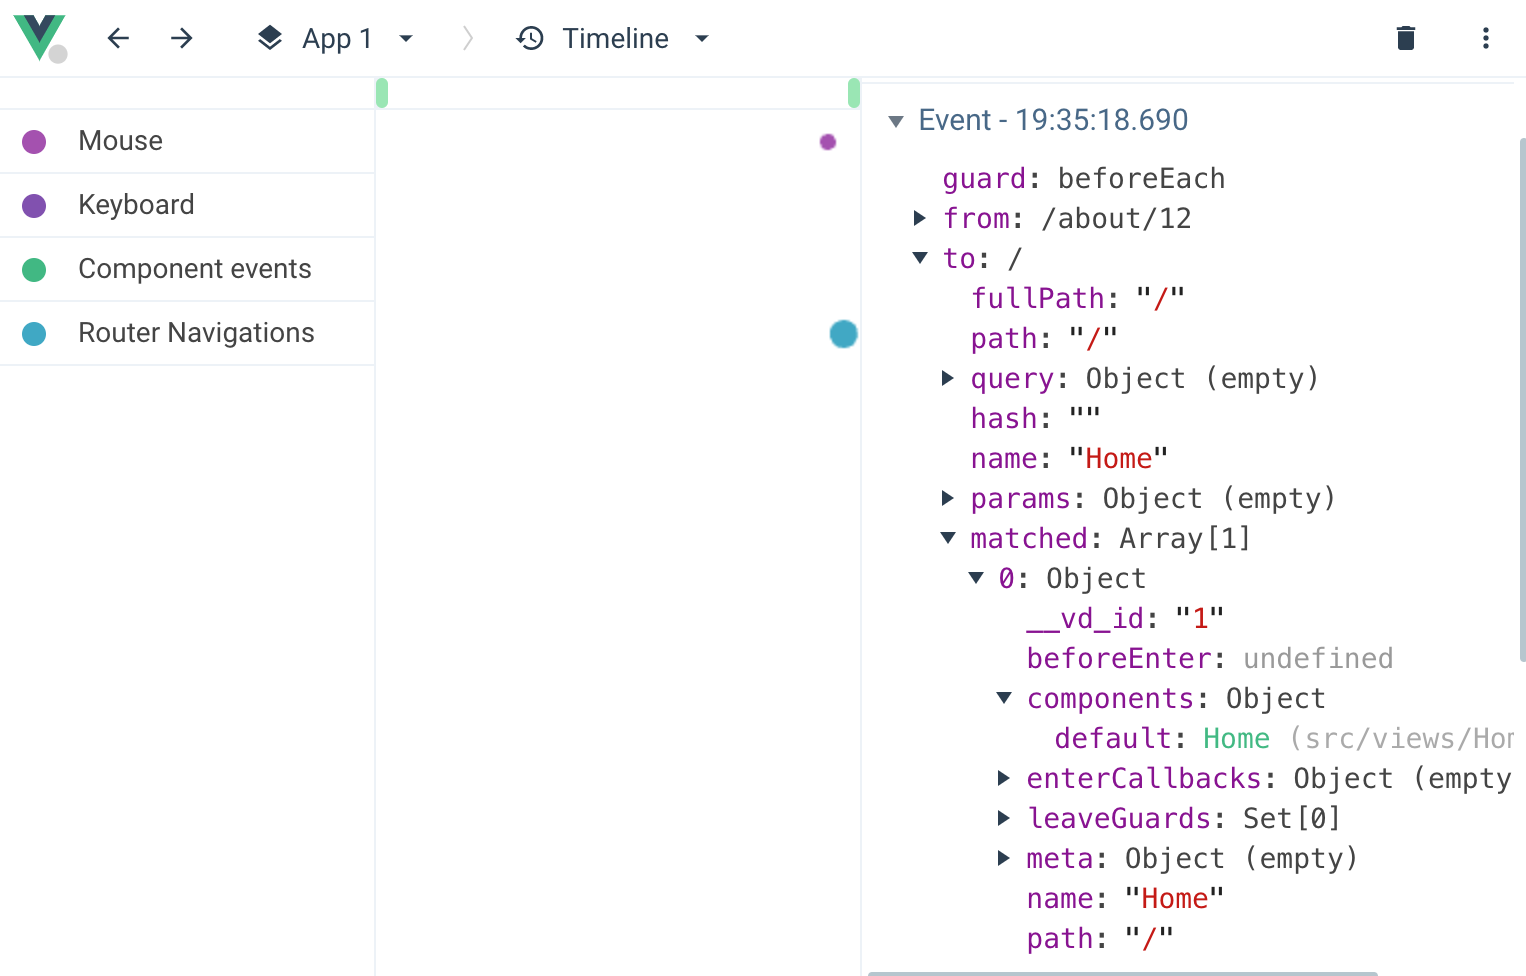 App 1
Timeline
Mouse
Keyboard
Component events
Router Navigations
Event - 19:35:18.690
guard: beforeEach
from: /about/12
to: /
fullPath: "/"
path: "/"
query: Object (empty)
hash: ""
name: "Home"
params: Object (empty)
matched: Array[1]
0: Object
__vd_id: "1"
beforeEnter: undefined
components: Object
default: Home (src/views/Hom
enterCallbacks: Object (empty
leaveGuards: Set[0]
meta: Object (empty)
name: "Home"
path: "/"